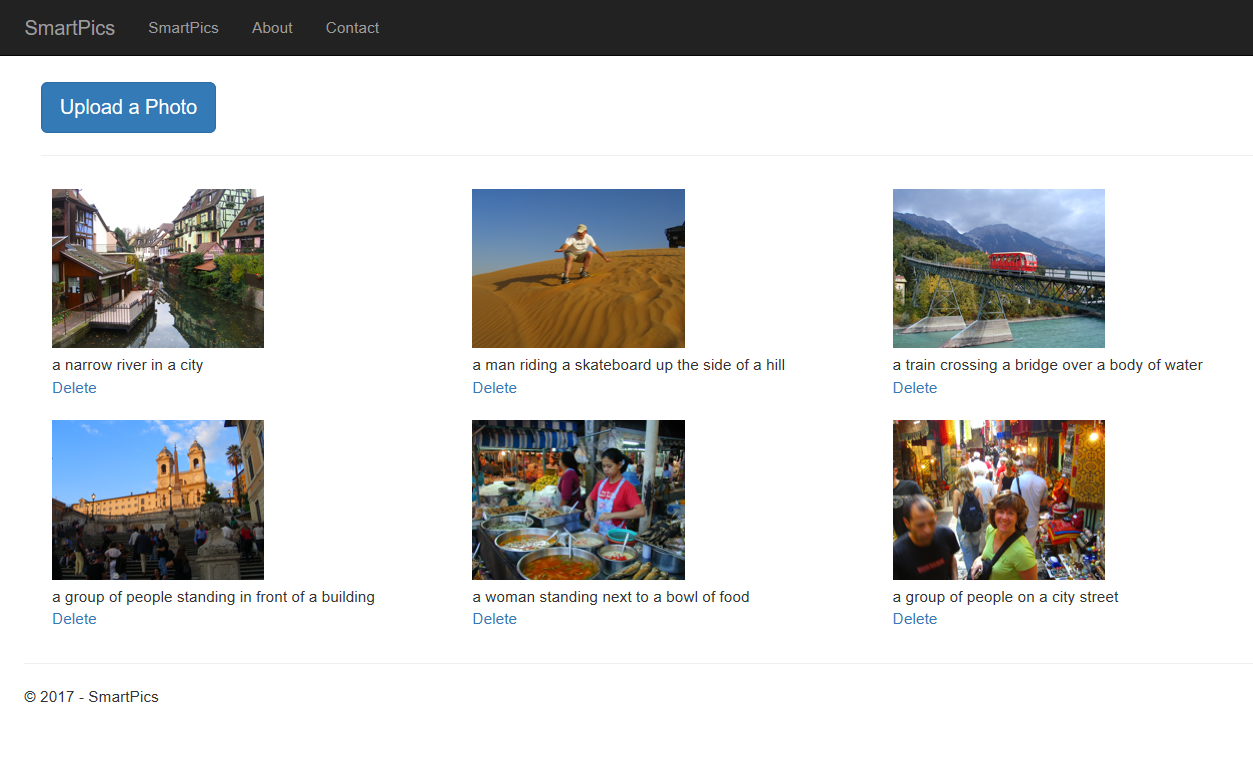 SmartPics SmartPics About Contact
Upload a Photo
a narrow river in a city
Delete
a man riding a skateboard up the side of a hill
Delete
a train crossing a bridge over a body of water
Delete
a group of people standing in front of a building
Delete
a woman standing next to a bowl of food
Delete
a group of people on a city street
Delete
© 2017 - SmartPics